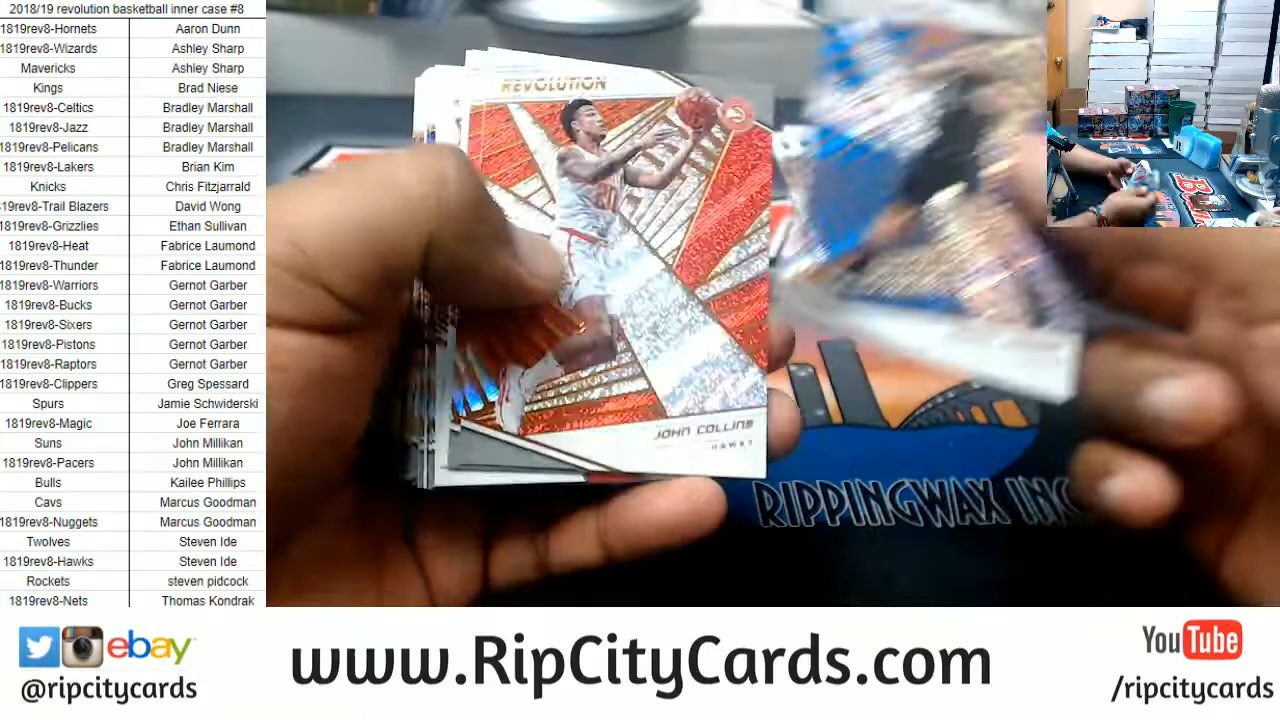 2018/19 revolution basketball inner case #8
1819rev8-Hornets Aaron Dunn
1819rev8-Wizards Ashley Sharp
Mavericks Ashley Sharp
Kings Brad Niese
1819rev8-Celtics Bradley Marshall
1819rev8-Jazz Bradley Marshall
1819rev8-Pelicans Bradley Marshall
1819rev8-Lakers Brian Kim
Knicks Chris Fitzjarrald
819rev8-Trail Blazers David Wong
1819rev8-Grizzlies Ethan Sullivan
1819rev8-Heat Fabrice Laumond
1819rev8-Thunder Fabrice Laumond
1819rev8-Warriors Gernot Garber
1819rev8-Bucks Gernot Garber
1819rev8-Sixers Gernot Garber
1819rev8-Pistons Gernot Garber
1819rev8-Raptors Gernot Garber
1819rev8-Clippers Greg Spessard
Spurs Jamie Schwiderski
1819rev8-Magic Joe Ferrara
Suns John Millikan
1819rev8-Pacers John Millikan
Bulls Kailee Phillips
Cavs Marcus Goodman
1819rev8-Nuggets Marcus Goodman
Twolves Steven Ide
1819rev8-Hawks Steven Ide
Rockets steven pidcock
1819rev8-Nets Thomas Kondrak
REVOLUTION
JOHN COLLINS
HAWKS
RIPPINGWAX INC
ebay
@ripcitycards
www.RipCityCards.com
YouTube
/ripcitycards